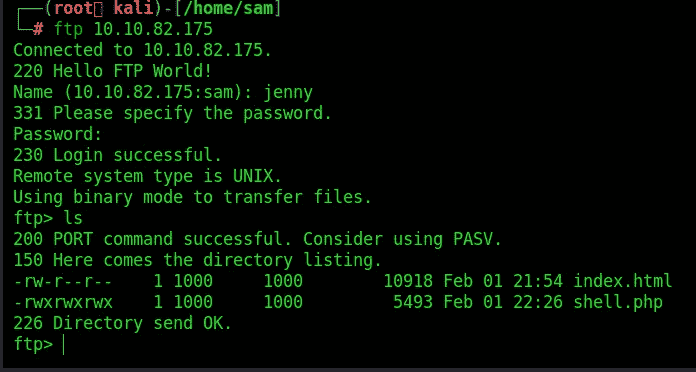 ┌──(root kali)-[/home/sam]
└─# ftp 10.10.82.175
Connected to 10.10.82.175.
220 Hello FTP World!
Name (10.10.82.175:sam): jenny
331 Please specify the password.
Password:
230 Login successful.
Remote system type is UNIX.
Using binary mode to transfer files.
ftp> ls
200 PORT command successful. Consider using PASV.
150 Here comes the directory listing.
-rw-r--r--    1 1000     1000        10918 Feb 01 21:54 index.html
-rwxrwxrwx    1 1000     1000         5493 Feb 01 22:26 shell.php
226 Directory send OK.
ftp>